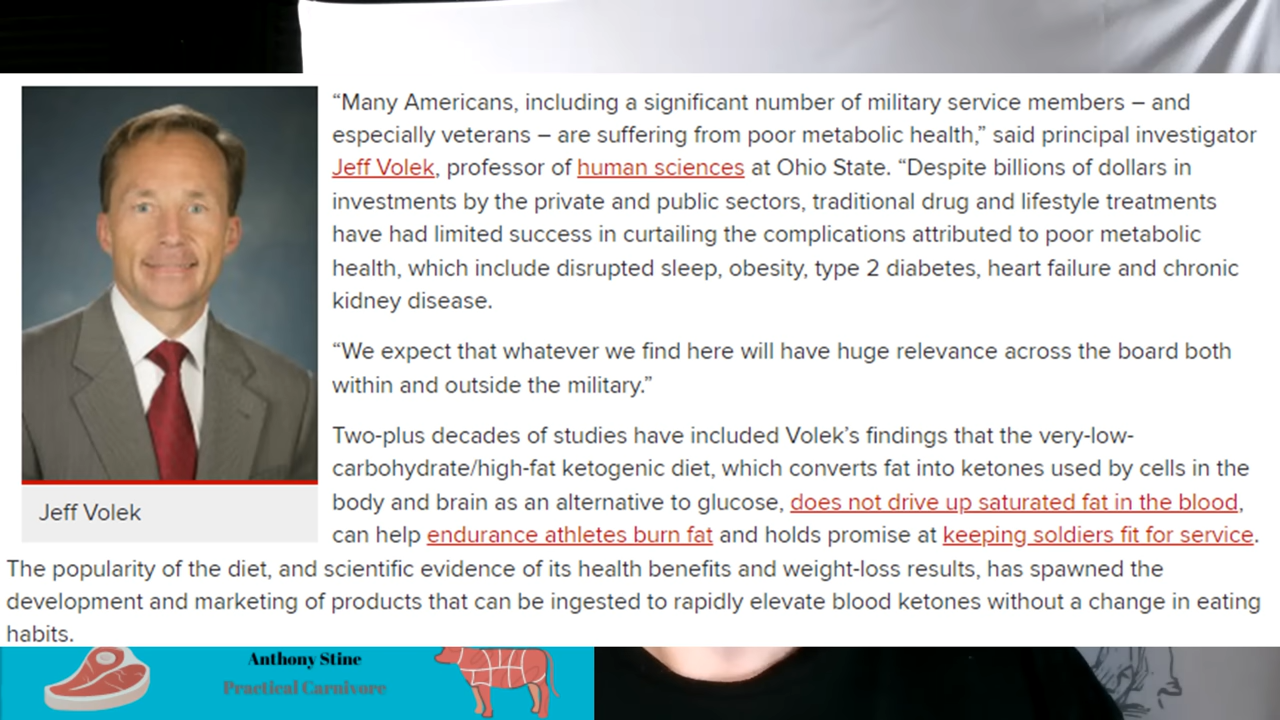 “Many Americans, including a significant number of military service members – and
especially veterans – are suffering from poor metabolic health,” said principal investigator
Jeff Volek, professor of human sciences at Ohio State. “Despite billions of dollars in
investments by the private and public sectors, traditional drug and lifestyle treatments
have had limited success in curtailing the complications attributed to poor metabolic
health, which include disrupted sleep, obesity, type 2 diabetes, heart failure and chronic
kidney disease.
“We expect that whatever we find here will have huge relevance across the board both
within and outside the military.”
Two-plus decades of studies have included Volek’s findings that the very-low-
carbohydrate/high-fat ketogenic diet, which converts fat into ketones used by cells in the
body and brain as an alternative to glucose, does not drive up saturated fat in the blood,
can help endurance athletes burn fat and holds promise at keeping soldiers fit for service.
Jeff Volek
The popularity of the diet, and scientific evidence of its health benefits and weight-loss results, has spawned the
development and marketing of products that can be ingested to rapidly elevate blood ketones without a change in eating
habits.
Anthony Stine
Practical Carnivore